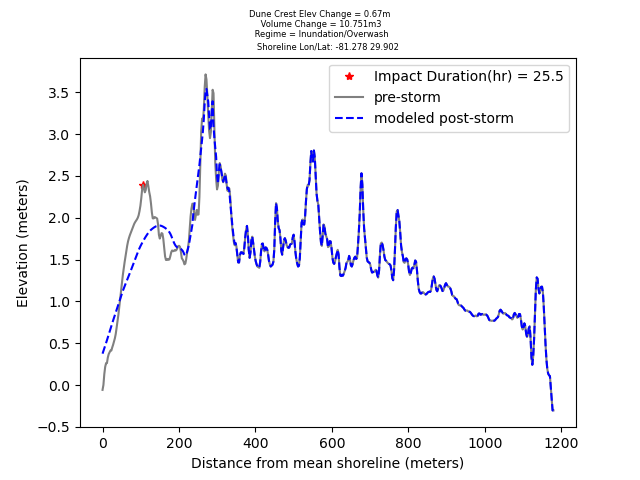 Dune Crest Elev Change = 0.67m
Volume Change = 10.751m3
Regime = Inundation/Overwash
Shoreline Lon/Lat: -81.278 29.902
Impact Duration(hr) = 25.5
pre-storm
modeled post-storm
Elevation (meters)
3.5
3.0
2.5
2.0
1.5
1.0
0.5
0.0
−0.5
0 200 400 600 800 1000 1200
Distance from mean shoreline (meters)